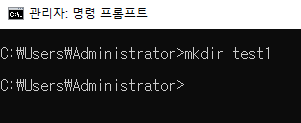 관리자: 명령 프롬프트
C:₩Users₩Administrator>mkdir test1
C:₩Users₩Administrator>